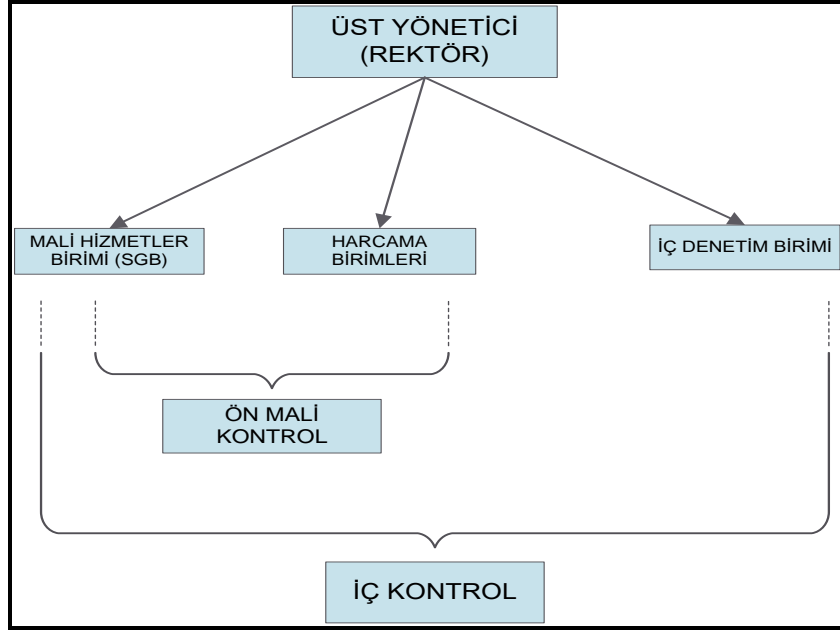 ÜST YÖNETİCİ
(REKTÖR)
MALİ HİZMETLER
BİRİMİ (SGB)
HARCAMA
BİRİMLERİ
İÇ DENETİM BİRİMİ
ÖN MALİ
KONTROL
İÇ KONTROL